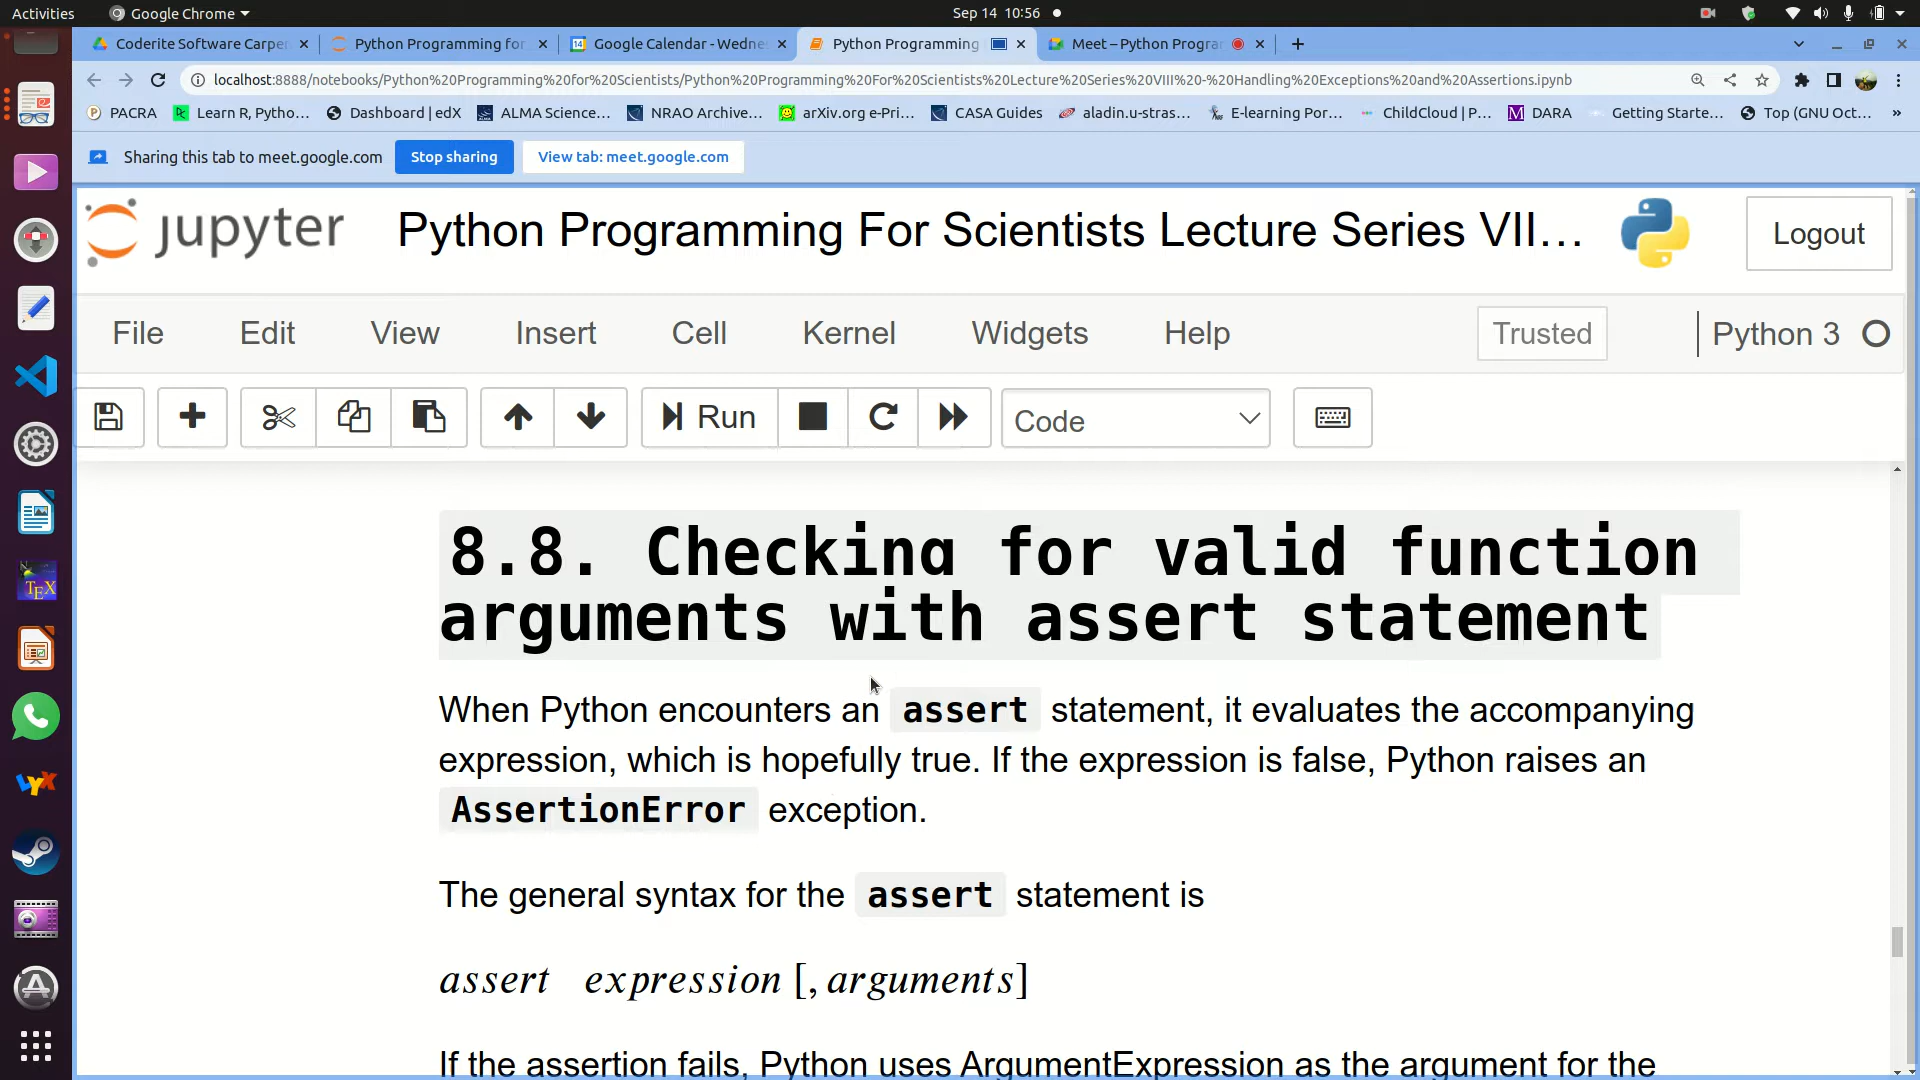 Activities Google Chrome Sep 14 10:56
Coderite Software Carpe Python Programming for Google Calendar - Wedne Python Programming Meet – Python Progra
localhost:8888/notebooks/Python%20Programming%20for%20Scientists/Python%20Programming%20For%20Scientists%20Lecture%20Series%20VIII%20-%20Handling%20Exceptions%20and%20Assertions.ipynb
PACRA Learn R, Pytho... Dashboard | edX ALMA Science... NRAO Archive... arXiv.org e-Pri... CASA Guides aladin.u-stras... E-learning Por... ChildCloud | P... DARA Getting Starte... Top (GNU Oct... »
Sharing this tab to meet.google.com Stop sharing View tab: meet.google.com
jupyter Python Programming For Scientists Lecture Series VII... Logout
File Edit View Insert Cell Kernel Widgets Help Trusted Python 3
Run Code
8.8. Checking for valid function
arguments with assert statement
When Python encounters an assert statement, it evaluates the accompanying
expression, which is hopefully true. If the expression is false, Python raises an
AssertionError exception.
The general syntax for the assert statement is
assert expression [, arguments]
If the assertion fails, Python uses ArgumentExpression as the argument for the